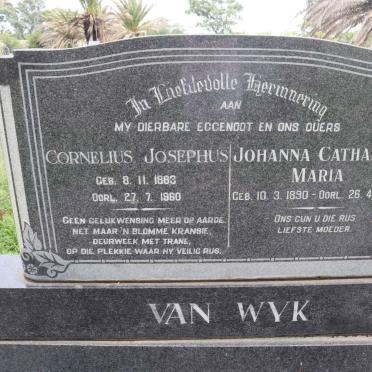 In Liefdevolle Herinnering
AAN
MY DIERBARE EGGENOOT EN ONS OUERS
CORNELIUS JOSEPHUS
GEB. 8. 11. 1883
OORL. 27. 7. 1960
GEEN GELUKWENSING MEER OP AARDE,
NET MAAR 'N BLOMME KRANSIE,
DEURWEEK MET TRANE,
OP DIE PLEKKIE WAAR HY VEILIG RUS.
JOHANNA CATHA
MARIA
GEB. 10. 3. 1890 - OORL. 26. 4
ONS GUN U DIE RUS
LIEFSTE MOEDER.
VAN WYK